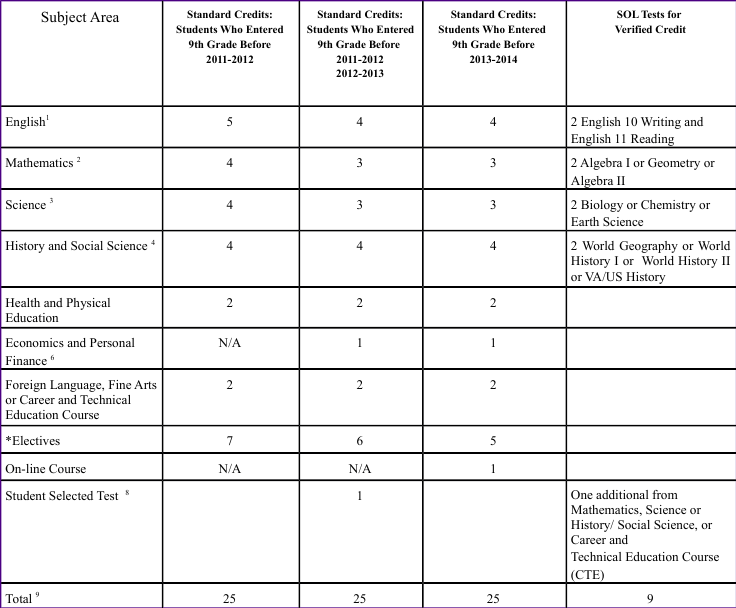 Subject Area
Standard Credits:
Students Who Entered
9th Grade Before
2011-2012
Standard Credits:
Students Who Entered
9th Grade Before
2011-2012
2012-2013
Standard Credits:
Students Who Entered
9th Grade Before
2013-2014
SOL Tests for
Verified Credit
English1
5
4
4
2 English 10 Writing and
English 11 Reading
Mathematics 2
4
3
3
2 Algebra I or Geometry or
Algebra II
Science 3
4
3
3
2 Biology or Chemistry or
Earth Science
History and Social Science 4
4
4
4
2 World Geography or World
History I or World History II
or VA/US History
Health and Physical
Education
2
2
2
Economics and Personal
Finance 6
N/A
1
1
Foreign Language, Fine Arts
or Career and Technical
Education Course
2
2
2
*Electives
7
6
5
On-line Course
N/A
N/A
1
Student Selected Test 8
1
One additional from
Mathematics, Science or
History/ Social Science, or
Career and
Technical Education Course
(CTE)
Total 9
25
25
25
9